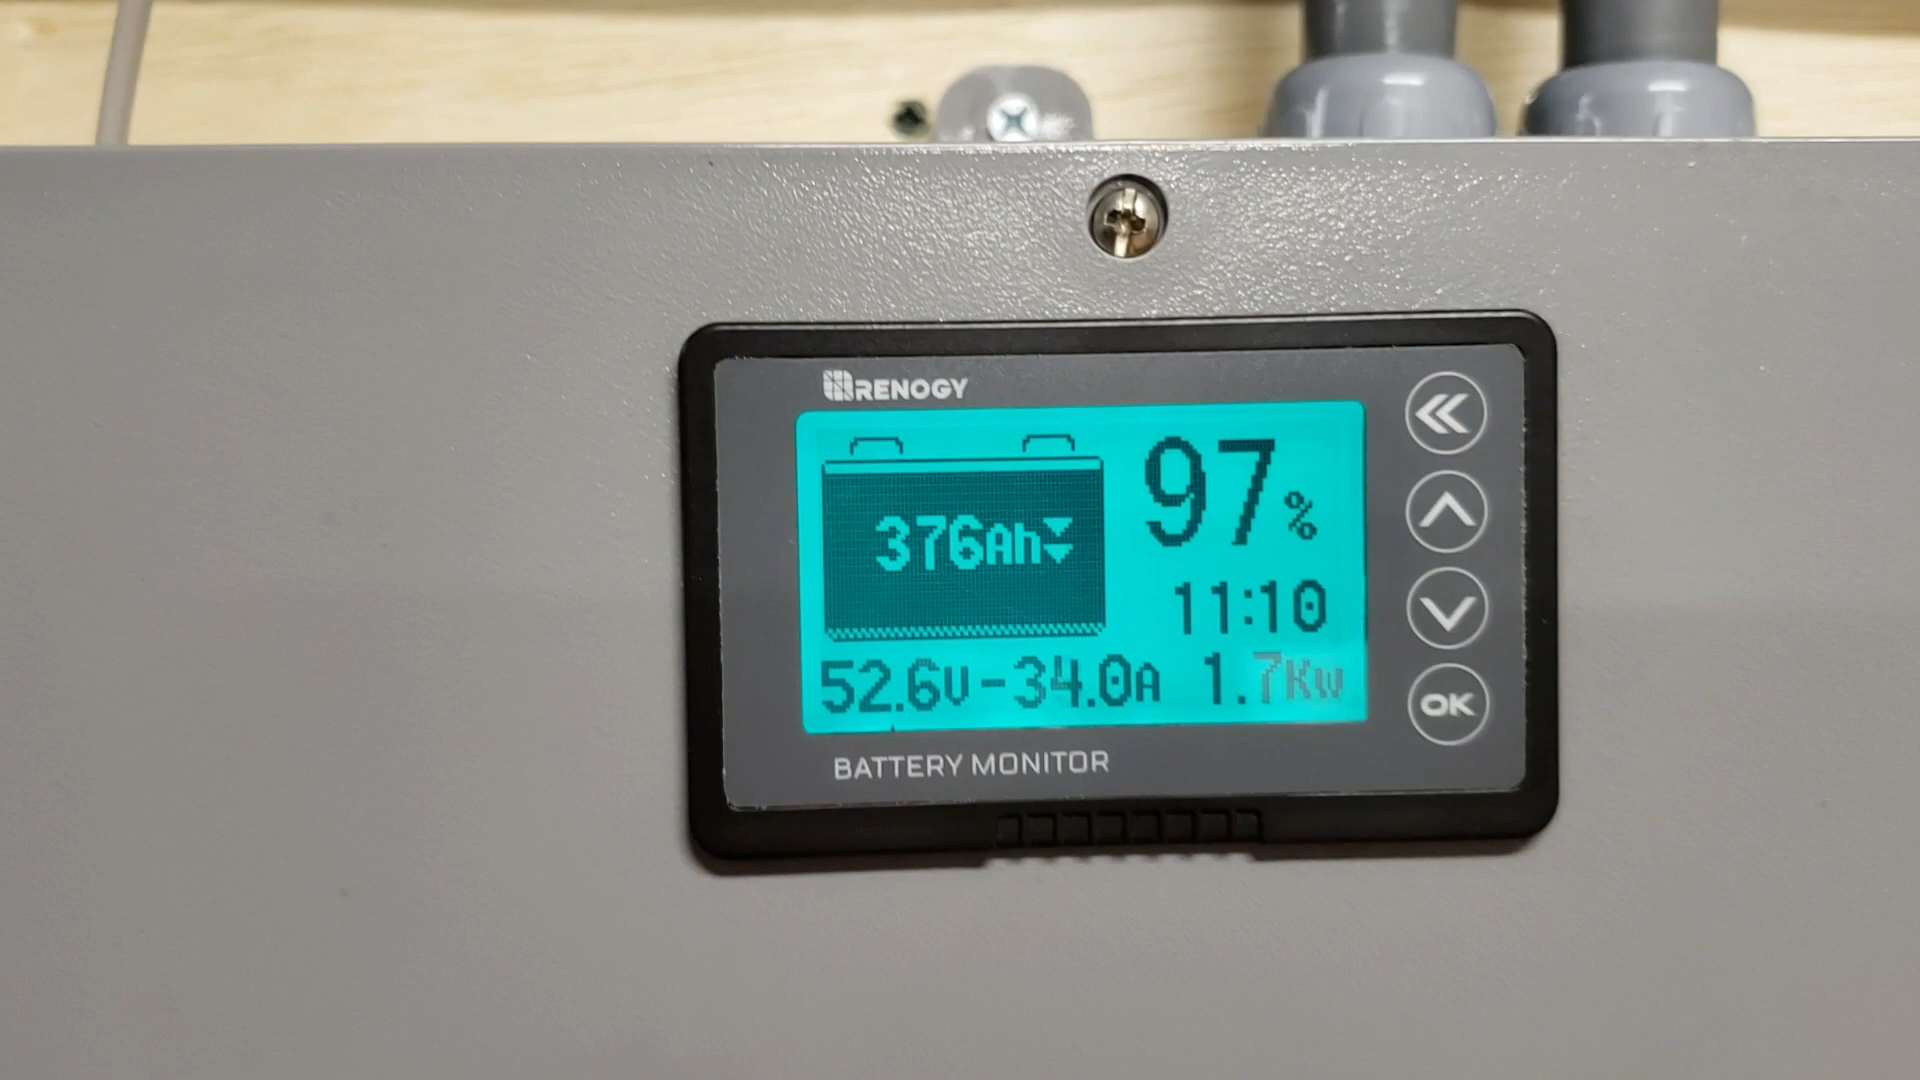 RENOGY
376Ah
97%
11:10
52.6V -34.0A 1.7Kw
OK
BATTERY MONITOR